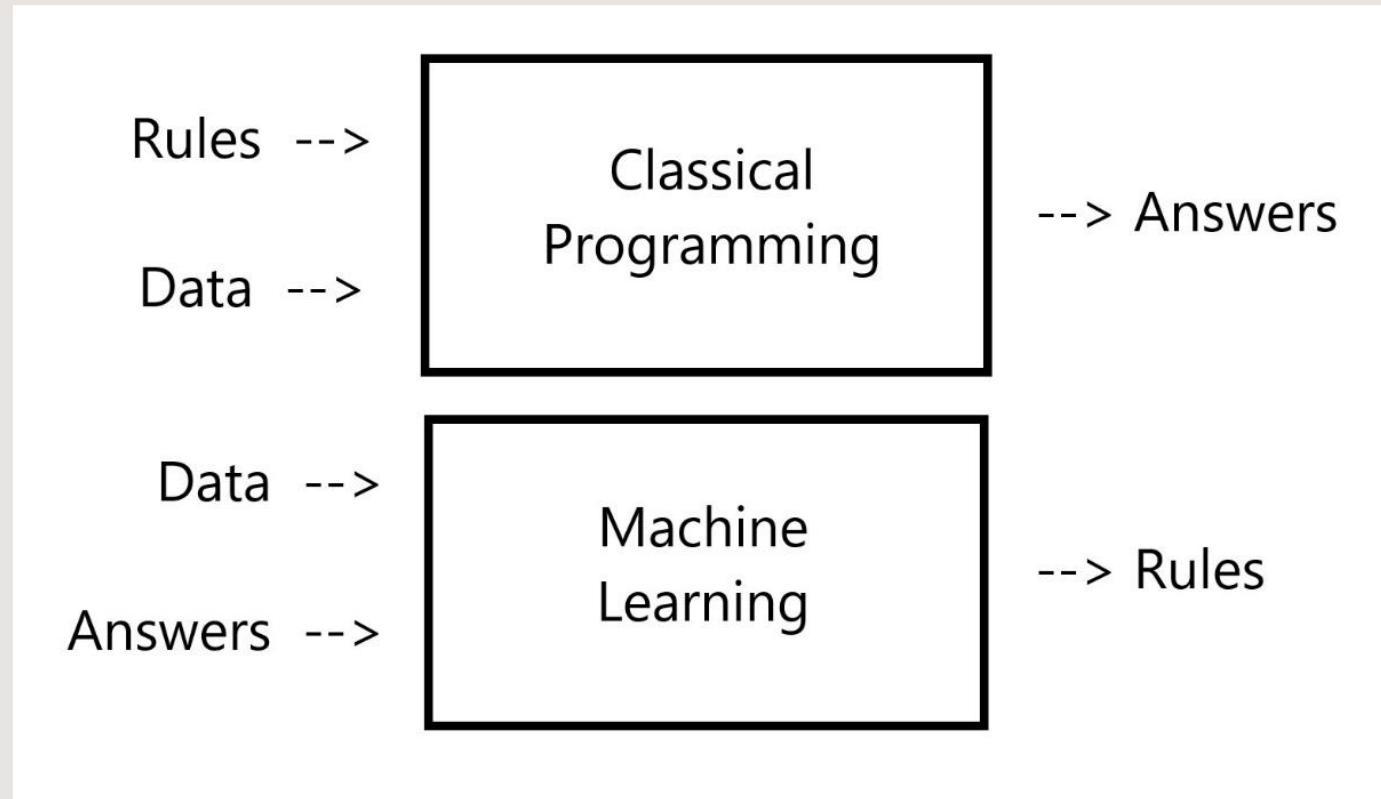 Rules -->
Data -->
Classical
Programming
--> Answers
Data -->
Answers -->
Machine
Learning
--> Rules